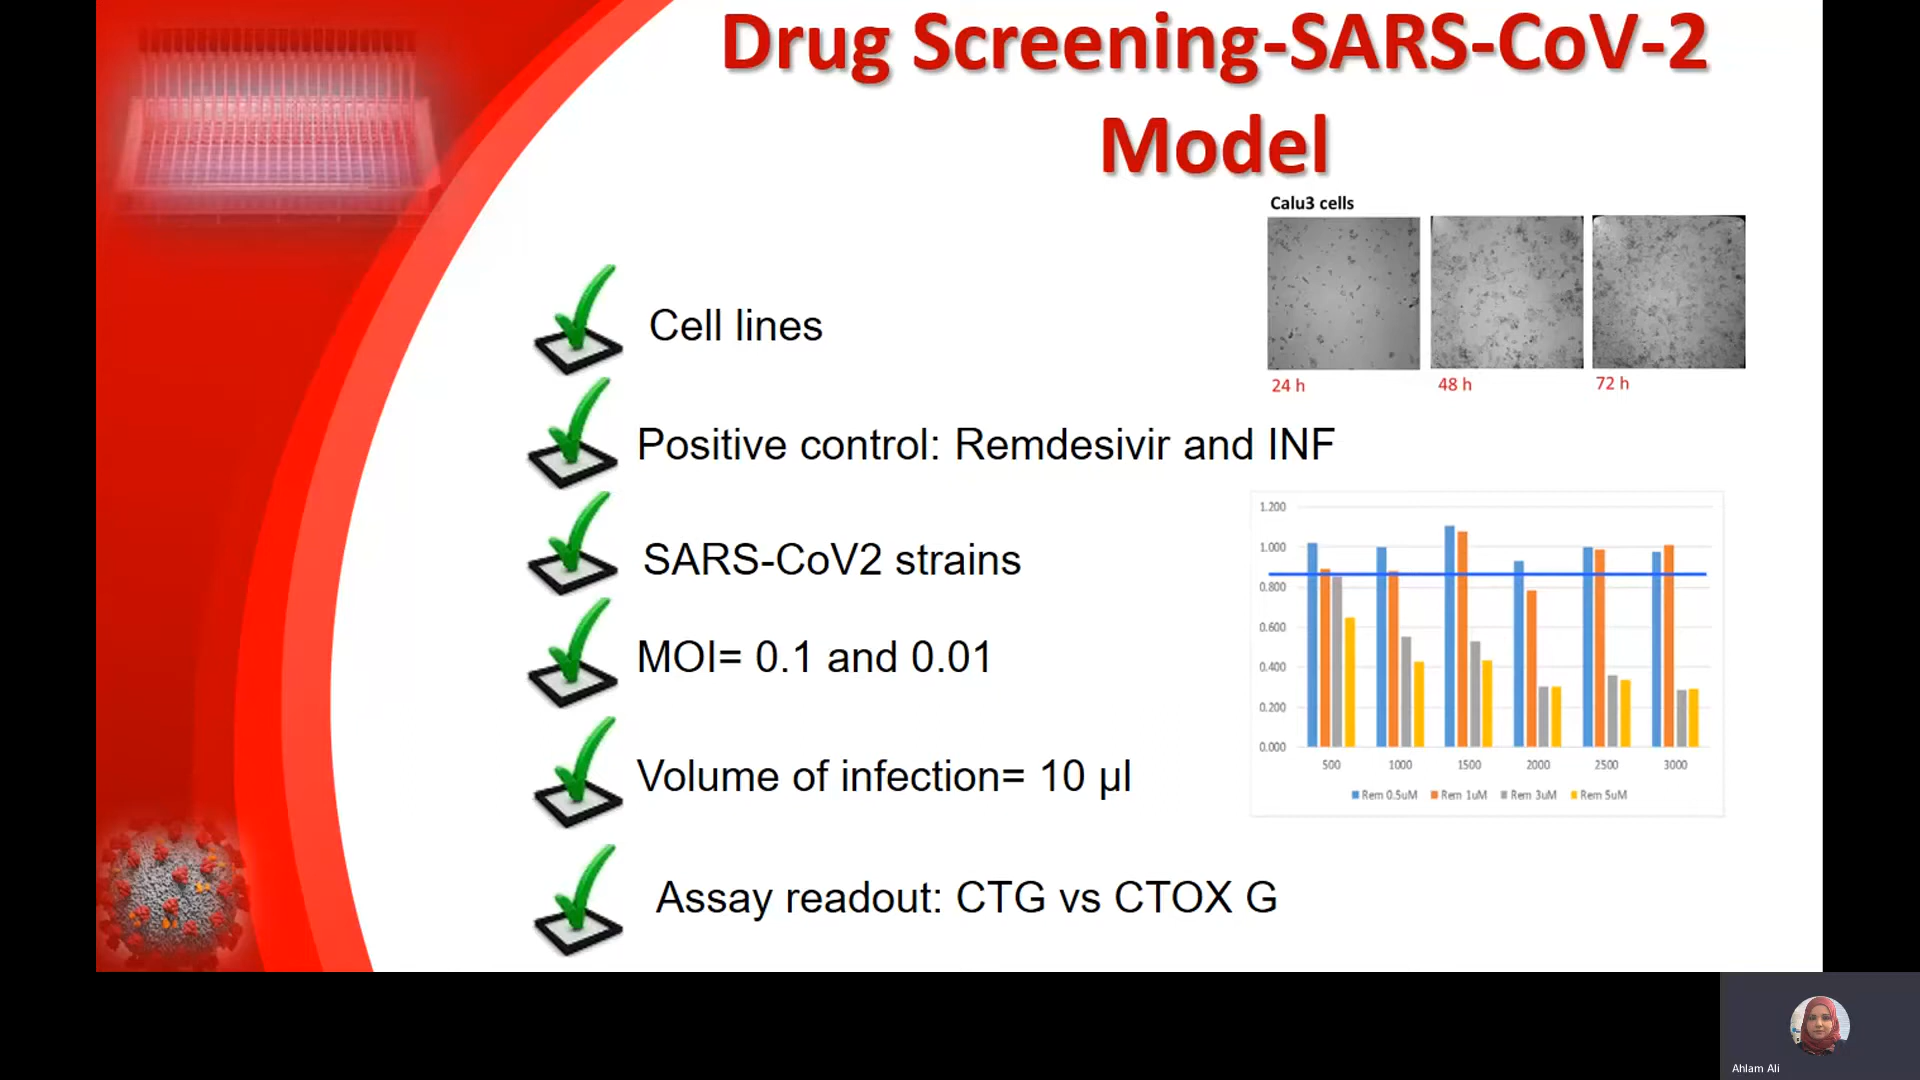 Drug Screening-SARS-CoV-2
Model
Calu3 cells
24 h
48 h
72 h
Cell lines
Positive control: Remdesivir and INF
SARS-CoV2 strains
MOI= 0.1 and 0.01
Volume of infection= 10 µl
Assay readout: CTG vs CTOX G
1.200
1.000
0.800
0.600
0.400
0.200
0.000
500 1000 1500 2000 2500 3000
Rem 0.5uM Rem 1uM Rem 3uM Rem 5uM
Ahlam Ali